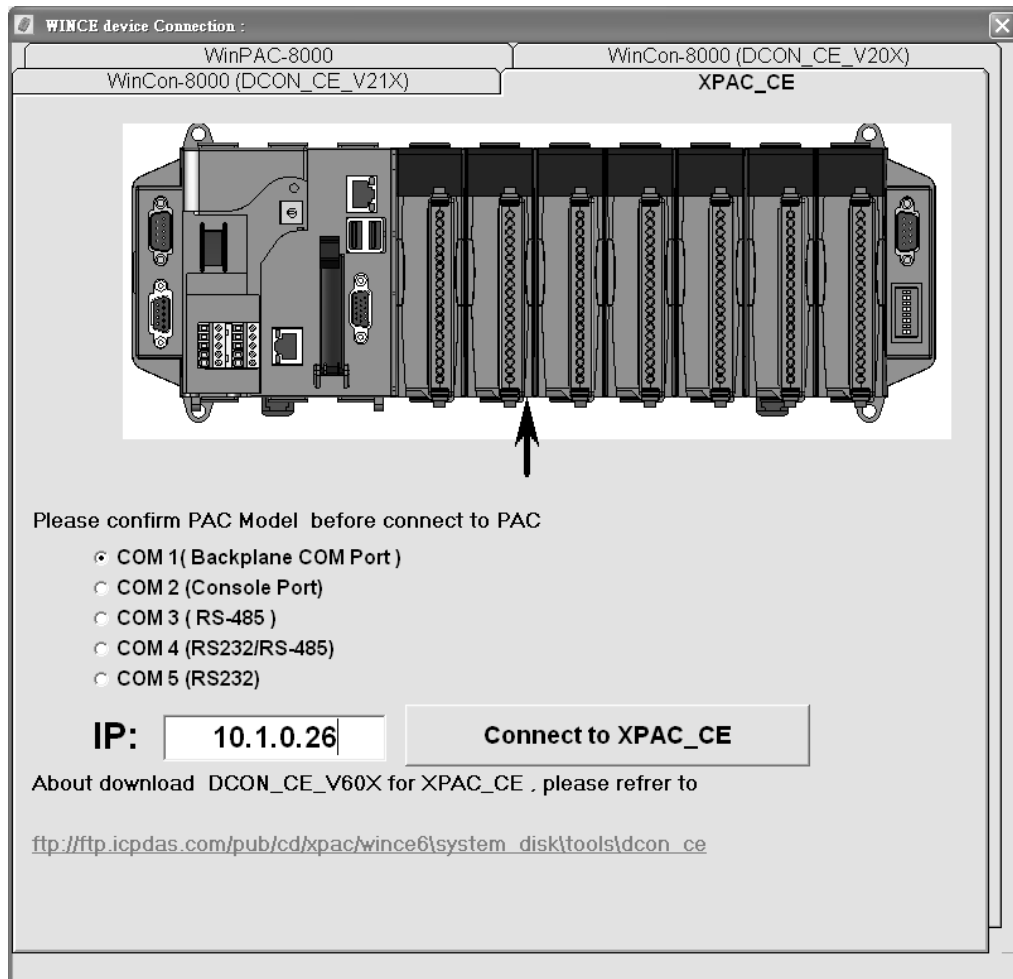 WINCE device Connection :
WinPAC-8000
WinCon-8000 (DCON_CE_V20X)
WinCon-8000 (DCON_CE_V21X)
XPAC_CE
Please confirm PAC Model before connect to PAC
COM 1( Backplane COM Port )
COM 2 (Console Port)
COM 3 ( RS-485 )
COM 4 (RS232/RS-485)
COM 5 (RS232)
IP: 10.1.0.26 Connect to XPAC_CE
About download DCON_CE_V60X for XPAC_CE , please refrer to
ftp://ftp.icpdas.com/pub/cd/xpac/wince6\system_disk\tools\dcon_ce